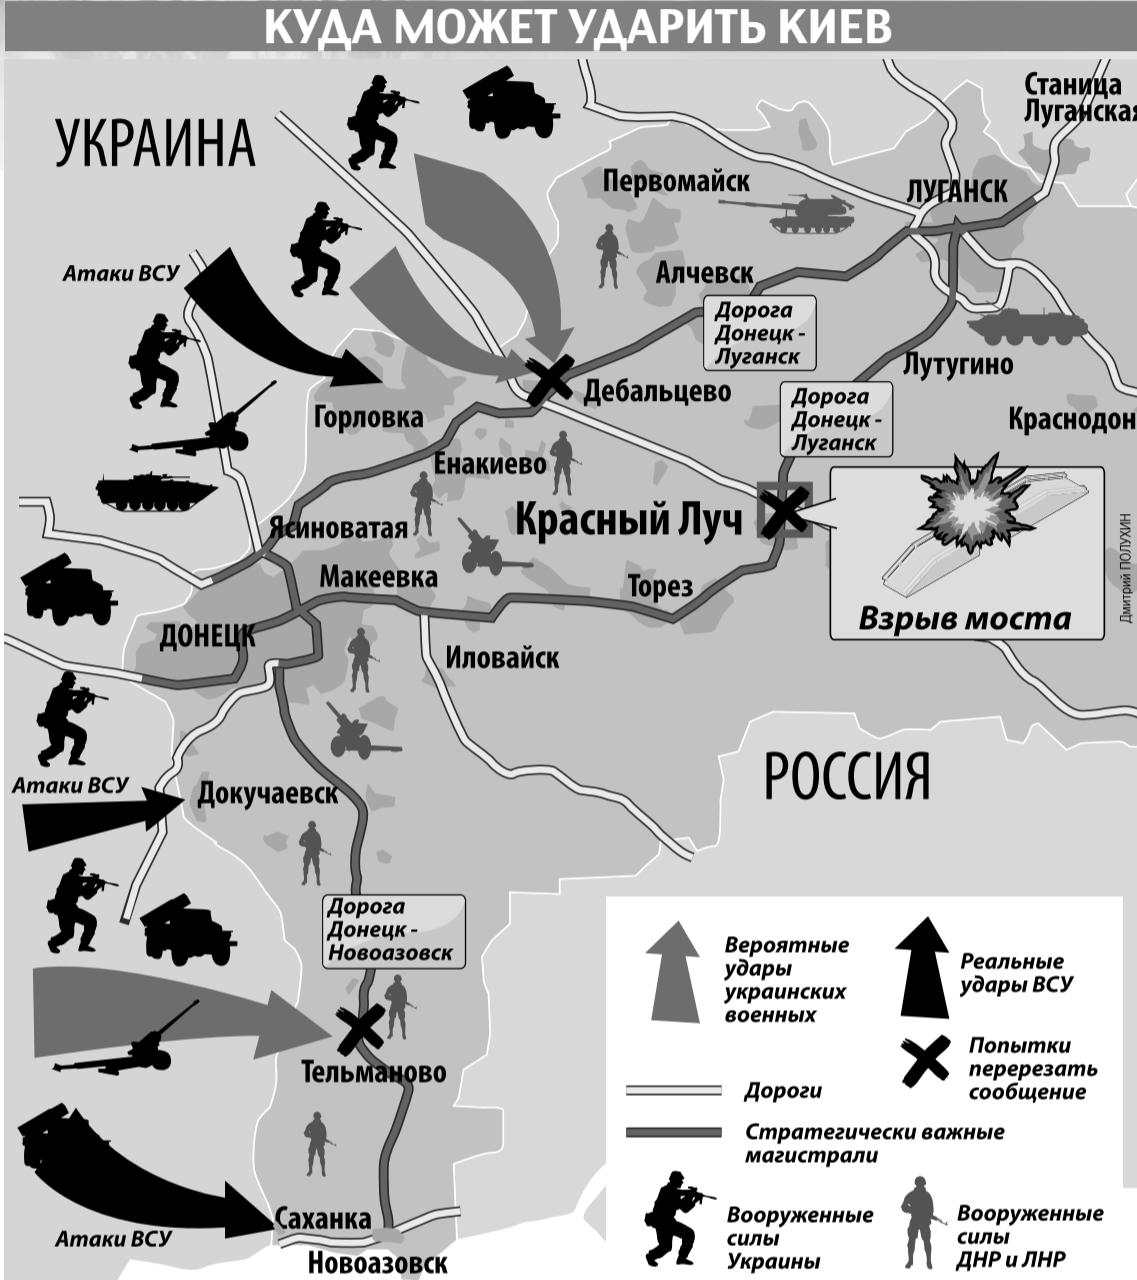 КУДА МОЖЕТ УДАРИТЬ КИЕВ
Станица
Луганская
УКРАИНА
Первомайск
ЛУГАНСК
Атаки ВСУ
Алчевск
Дорога
Донецк -
Луганск
Лутугино
Дебальцево
Горловка
Дорога
Донецк -
Луганск
Краснодон
Енакиево
Красный Луч
Ясиноватая
Макеевка
Торез
Взрыв моста
Дмитрий ПОЛУХИН
ДОНЕЦК
Иловайск
РОССИЯ
Атаки ВСУ
Докучаевск
Дорога
Донецк -
Новоазовск
Тельманово
Атаки ВСУ
Саханка
Новоазовск
Вероятные
удары
украинских
военных
Реальные
удары ВСУ
Попытки
перерезать
сообщение
Дороги
Стратегически важные
магистрали
Вооруженные
силы
Украины
Вооруженные
силы
ДНР и ЛНР